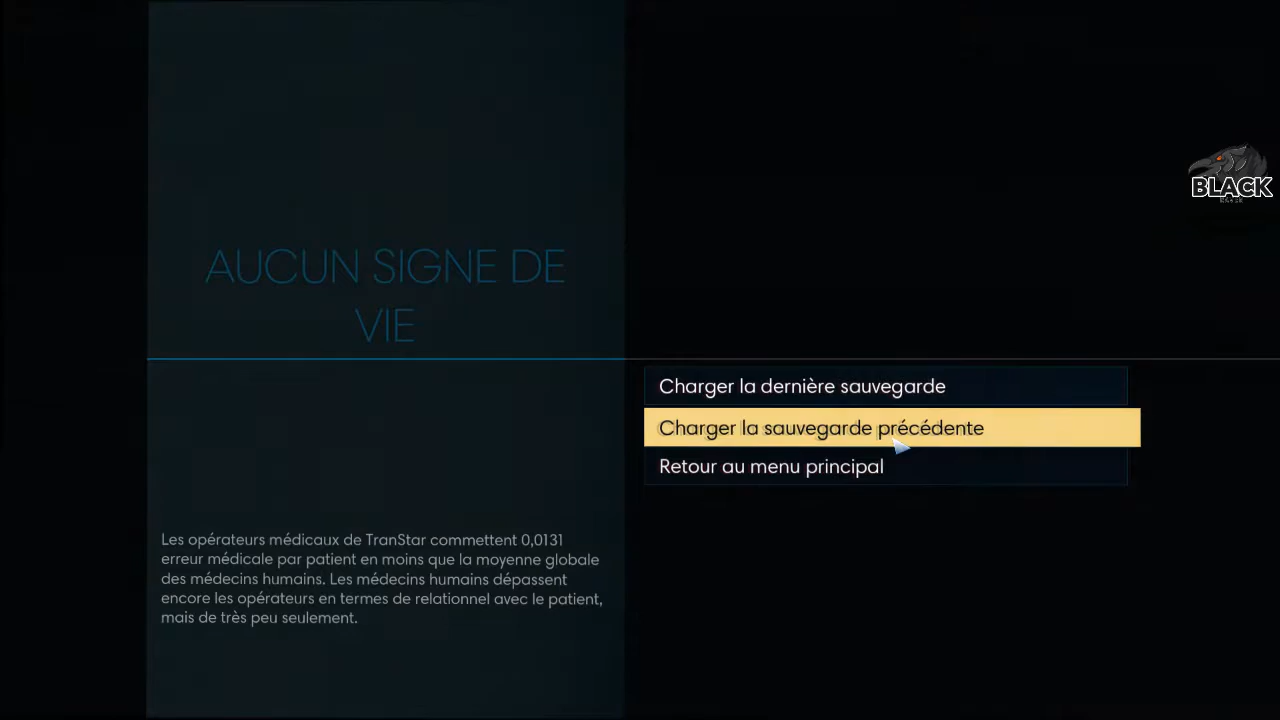 BLACK
AUCUN SIGNE DE
VIE
Charger la dernière sauvegarde
Charger la sauvegarde précédente
Retour au menu principal
Les opérateurs médicaux de TranStar commettent 0,0131
erreur médicale par patient en moins que la moyenne globale
des médecins humains. Les médecins humains dépassent
encore les opérateurs en termes de relationnel avec le patient,
mais de très peu seulement.